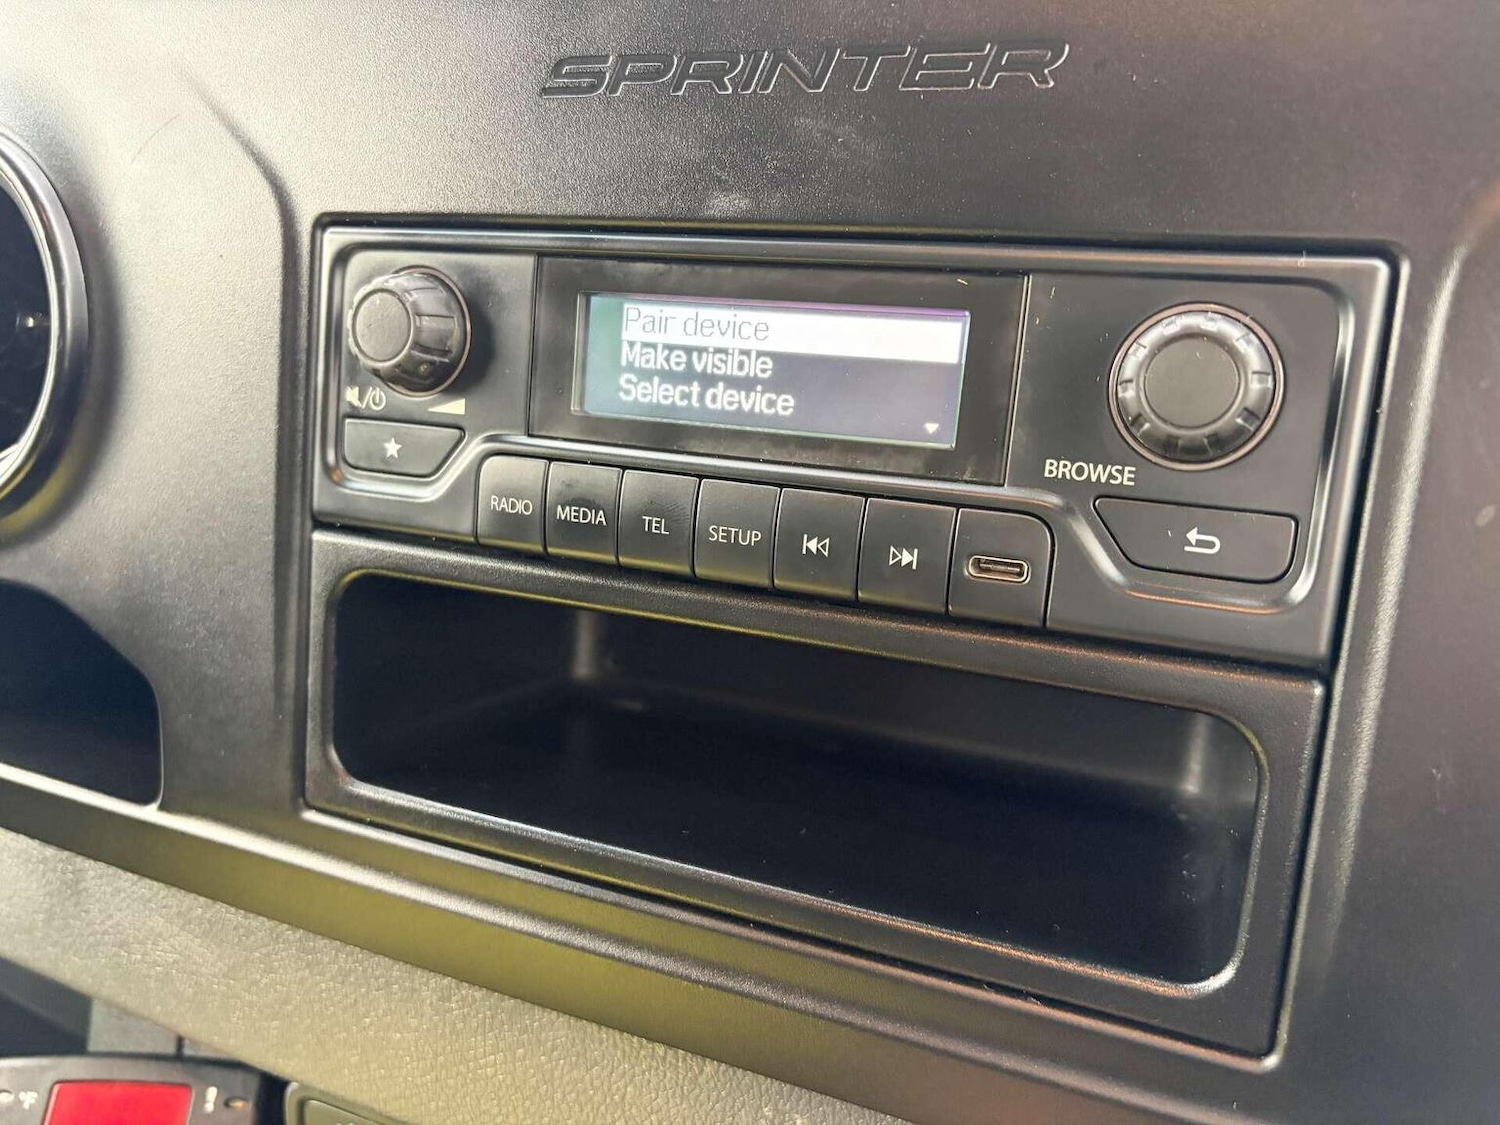 SPRINTER
Pair device
Make visible
Select device
BROWSE
RADIO
MEDIA
TEL
SETUP
°F